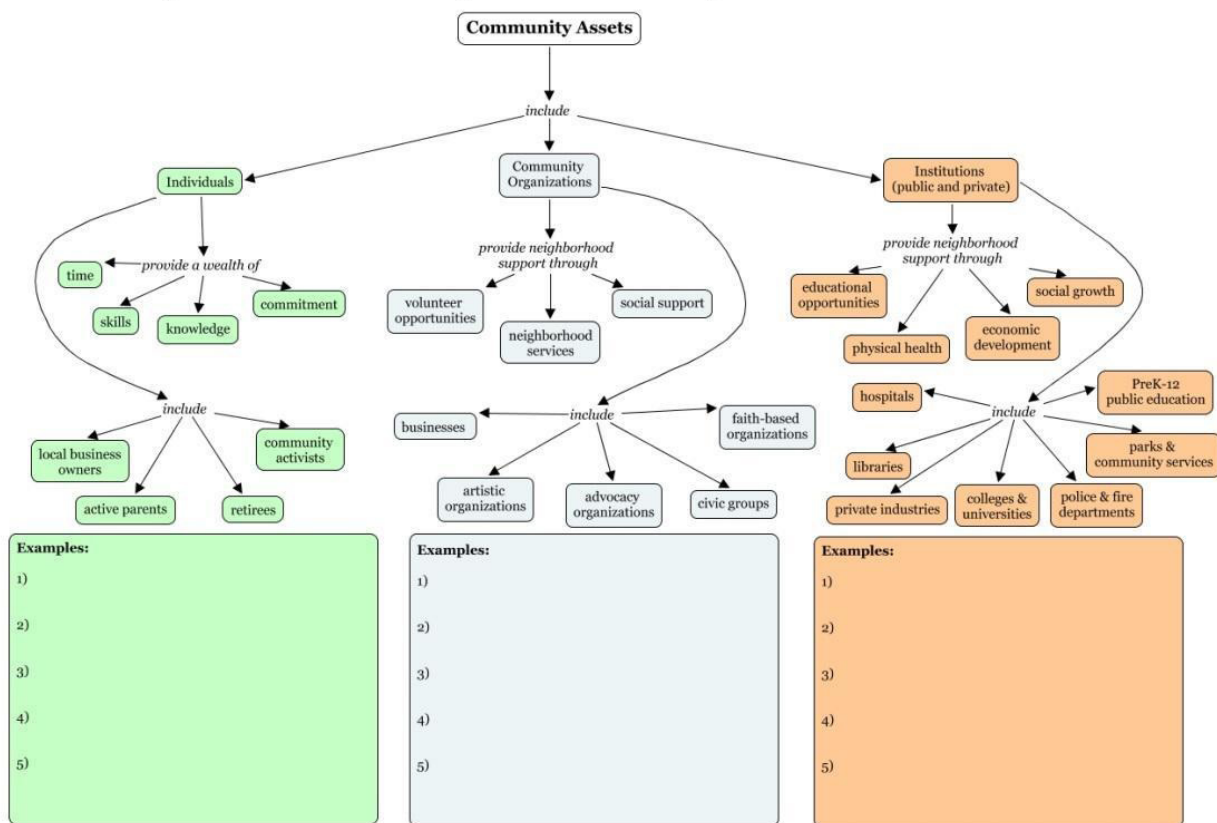 Community Assets
include
Individuals
provide a wealth of
time
skills
knowledge
commitment
include
local business
owners
active parents
retirees
community
activists
Community
Organizations
provide neighborhood
support through
volunteer
opportunities
neighborhood
services
social support
include
businesses
artistic
organizations
advocacy
organizations
civic groups
faith-based
organizations
Institutions
(public and private)
provide neighborhood
support through
educational
opportunities
physical health
economic
development
social growth
include
hospitals
libraries
private industries
colleges &
universities
police & fire
departments
parks &
community services
PreK-12
public education
Examples:
1)
2)
3)
4)
5)
Examples:
1)
2)
3)
4)
5)
Examples:
1)
2)
3)
4)
5)